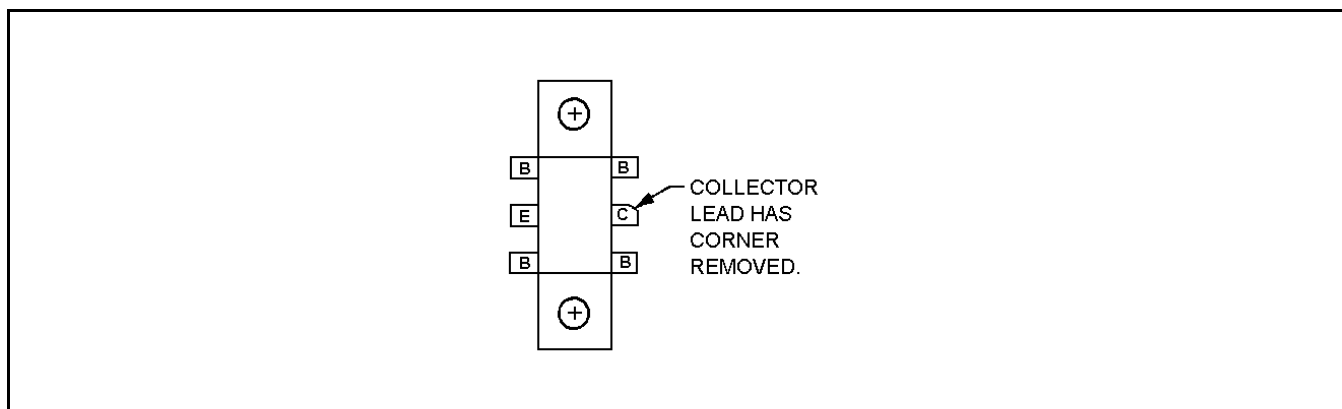 B B
E C
B B
COLLECTOR
LEAD HAS
CORNER
REMOVED.